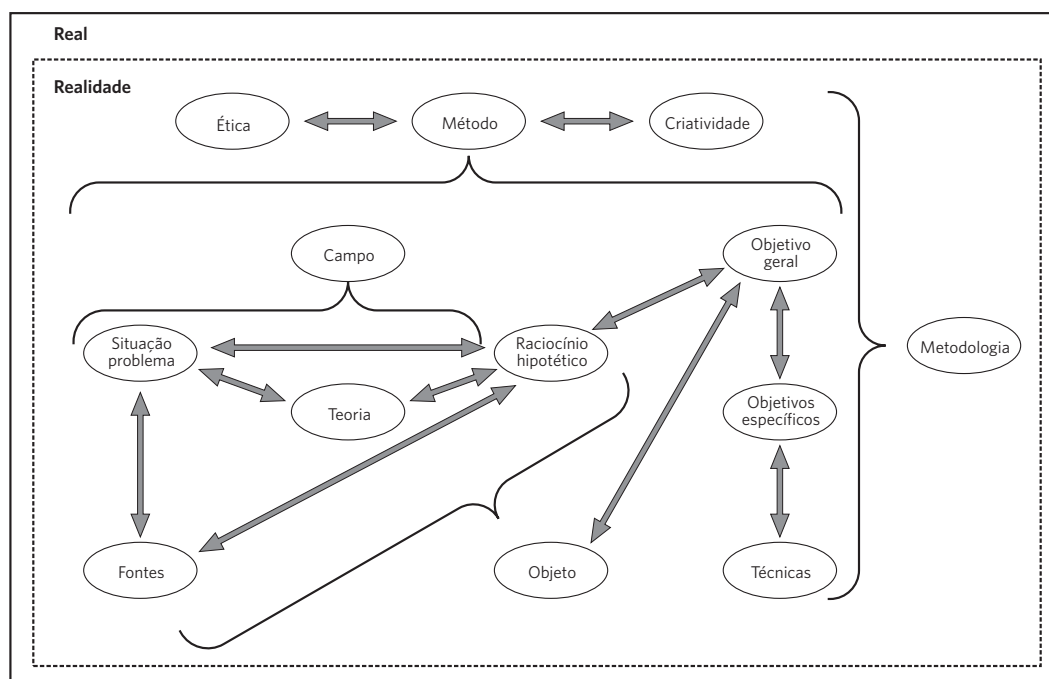 Real
Realidade
Ética
Método
Criatividade
Campo
Objetivo
geral
Situação
problema
Raciocínio
hipotético
Metodologia
Teoria
Objetivos
específicos
Fontes
Objeto
Técnicas